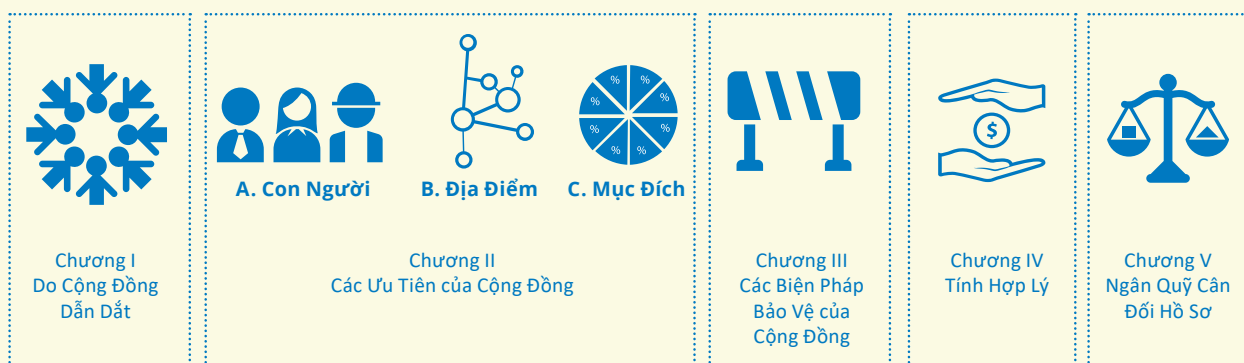 %
%
%
%
%
%
%
%
$
A. Con Người
B. Địa Điểm
C. Mục Đích
Chương I
Do Cộng Đồng
Dẫn Dắt
Chương II
Các Ưu Tiên của Cộng Đồng
Chương III
Các Biện Pháp
Bảo Vệ của
Cộng Đồng
Chương IV
Tính Hợp Lý
Chương V
Ngân Quỹ Cân
Đối Hồ Sơ